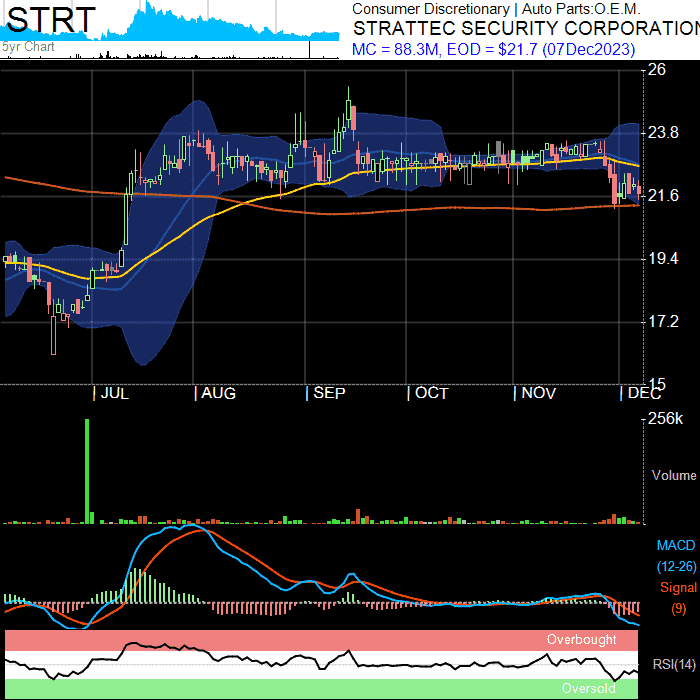 STRT
5yr Chart
Consumer Discretionary | Auto Parts:O.E.M.
STRATTEC SECURITY CORPORATION
MC = 88.3M, EOD = $21.7 (07Dec2023)
26
23.8
21.6
19.4
17.2
15
JUL
AUG
SEP
OCT
NOV
DEC
256k
Volume
MACD
(12-26)
Signal
(9)
Overbought
RSI(14)
Oversold